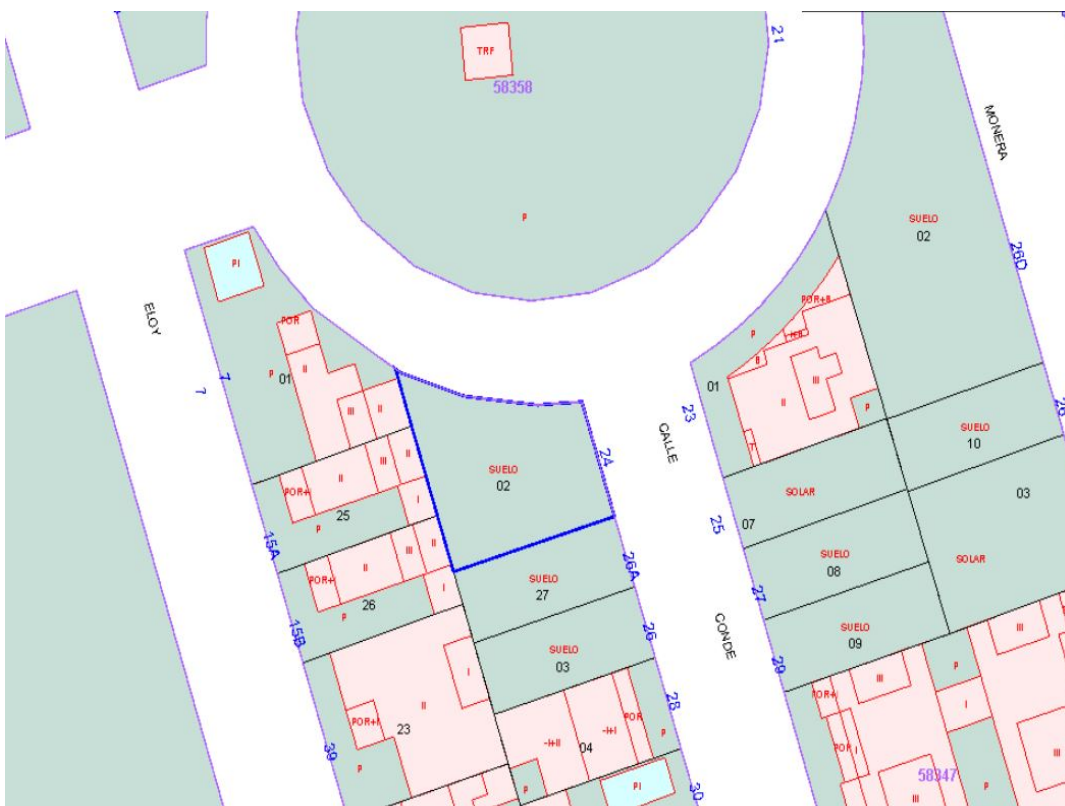 21
TRF
58358
MONERA
P
SUELO
02
26D
PI
ELOY
POR
POR+B
II
P
01
7
7
III
II
P
B
III
01
II
P
23
26
SUELO
10
CALLE
24
SUELO
02
SOLAR
03
II
III
II
POR+
I
25
P
07
25
SOLAR
15A
26A
SUELO
27
SUELO
08
27
II
III
II
POR+
I
26
P
15B
26
CONDE
SUELO
03
SUELO
09
29
III
P
I
II
POR+I
23
P
39
28
POR
-I+II
-I+I
04
P
P
PI
30
POR+I
III
POR
I
I
III
58347
III
P